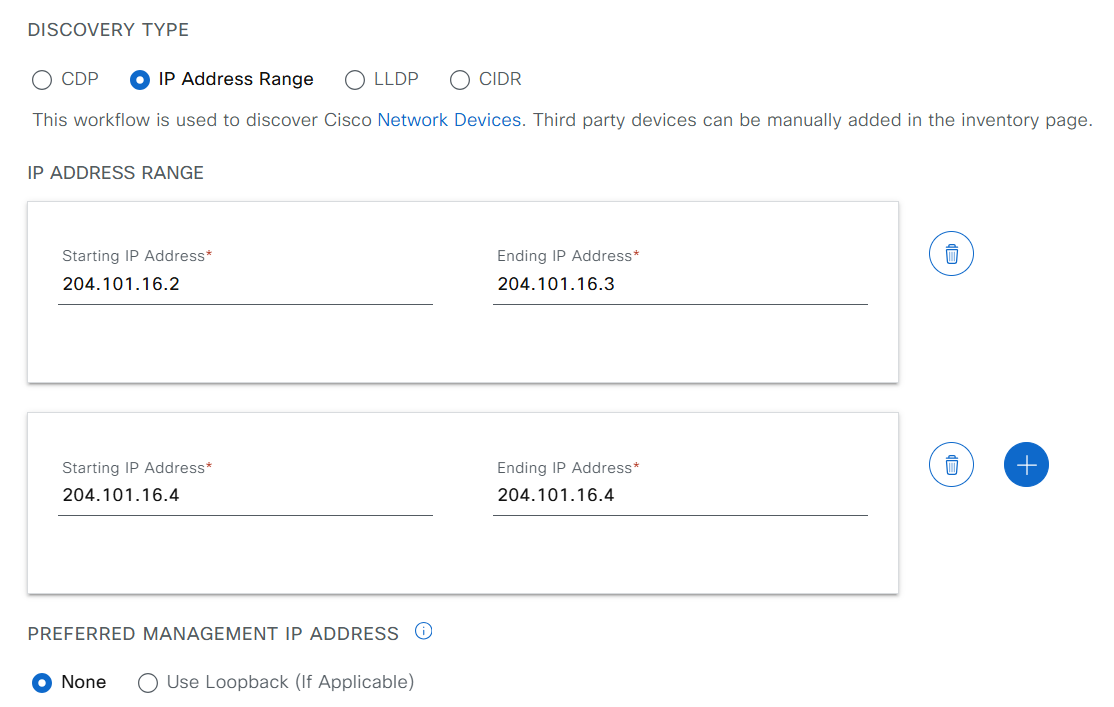 DISCOVERY TYPE
CDP IP Address Range LLDP CIDR
This workflow is used to discover Cisco Network Devices. Third party devices can be manually added in the inventory page.
IP ADDRESS RANGE
Starting IP Address* Ending IP Address*
204.101.16.2 204.101.16.3
Starting IP Address* Ending IP Address*
204.101.16.4 204.101.16.4
PREFERRED MANAGEMENT IP ADDRESS
None Use Loopback (If Applicable)